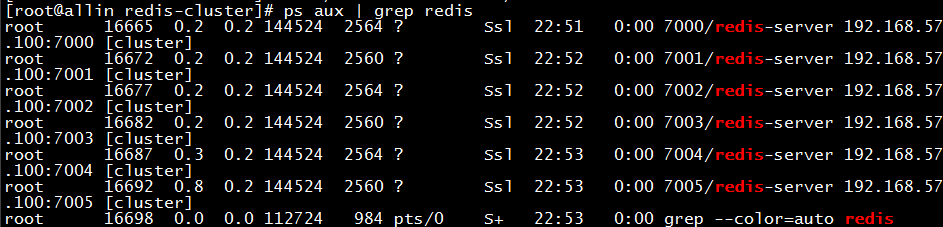 [root@allin redis-cluster]# ps aux | grep redis
root      16665  0.2  0.2 144524  2564 ?        Ssl  22:51   0:00 7000/redis-server 192.168.57
.100:7000 [cluster]
root      16672  0.2  0.2 144524  2560 ?        Ssl  22:52   0:00 7001/redis-server 192.168.57
.100:7001 [cluster]
root      16677  0.2  0.2 144524  2560 ?        Ssl  22:52   0:00 7002/redis-server 192.168.57
.100:7002 [cluster]
root      16682  0.2  0.2 144524  2560 ?        Ssl  22:52   0:00 7003/redis-server 192.168.57
.100:7003 [cluster]
root      16687  0.3  0.2 144524  2560 ?        Ssl  22:53   0:00 7004/redis-server 192.168.57
.100:7004 [cluster]
root      16692  0.8  0.2 144524  2560 ?        Ssl  22:53   0:00 7005/redis-server 192.168.57
.100:7005 [cluster]
root      16698  0.0  0.0 112724   984 pts/0    S+   22:53   0:00 grep --color=auto redis